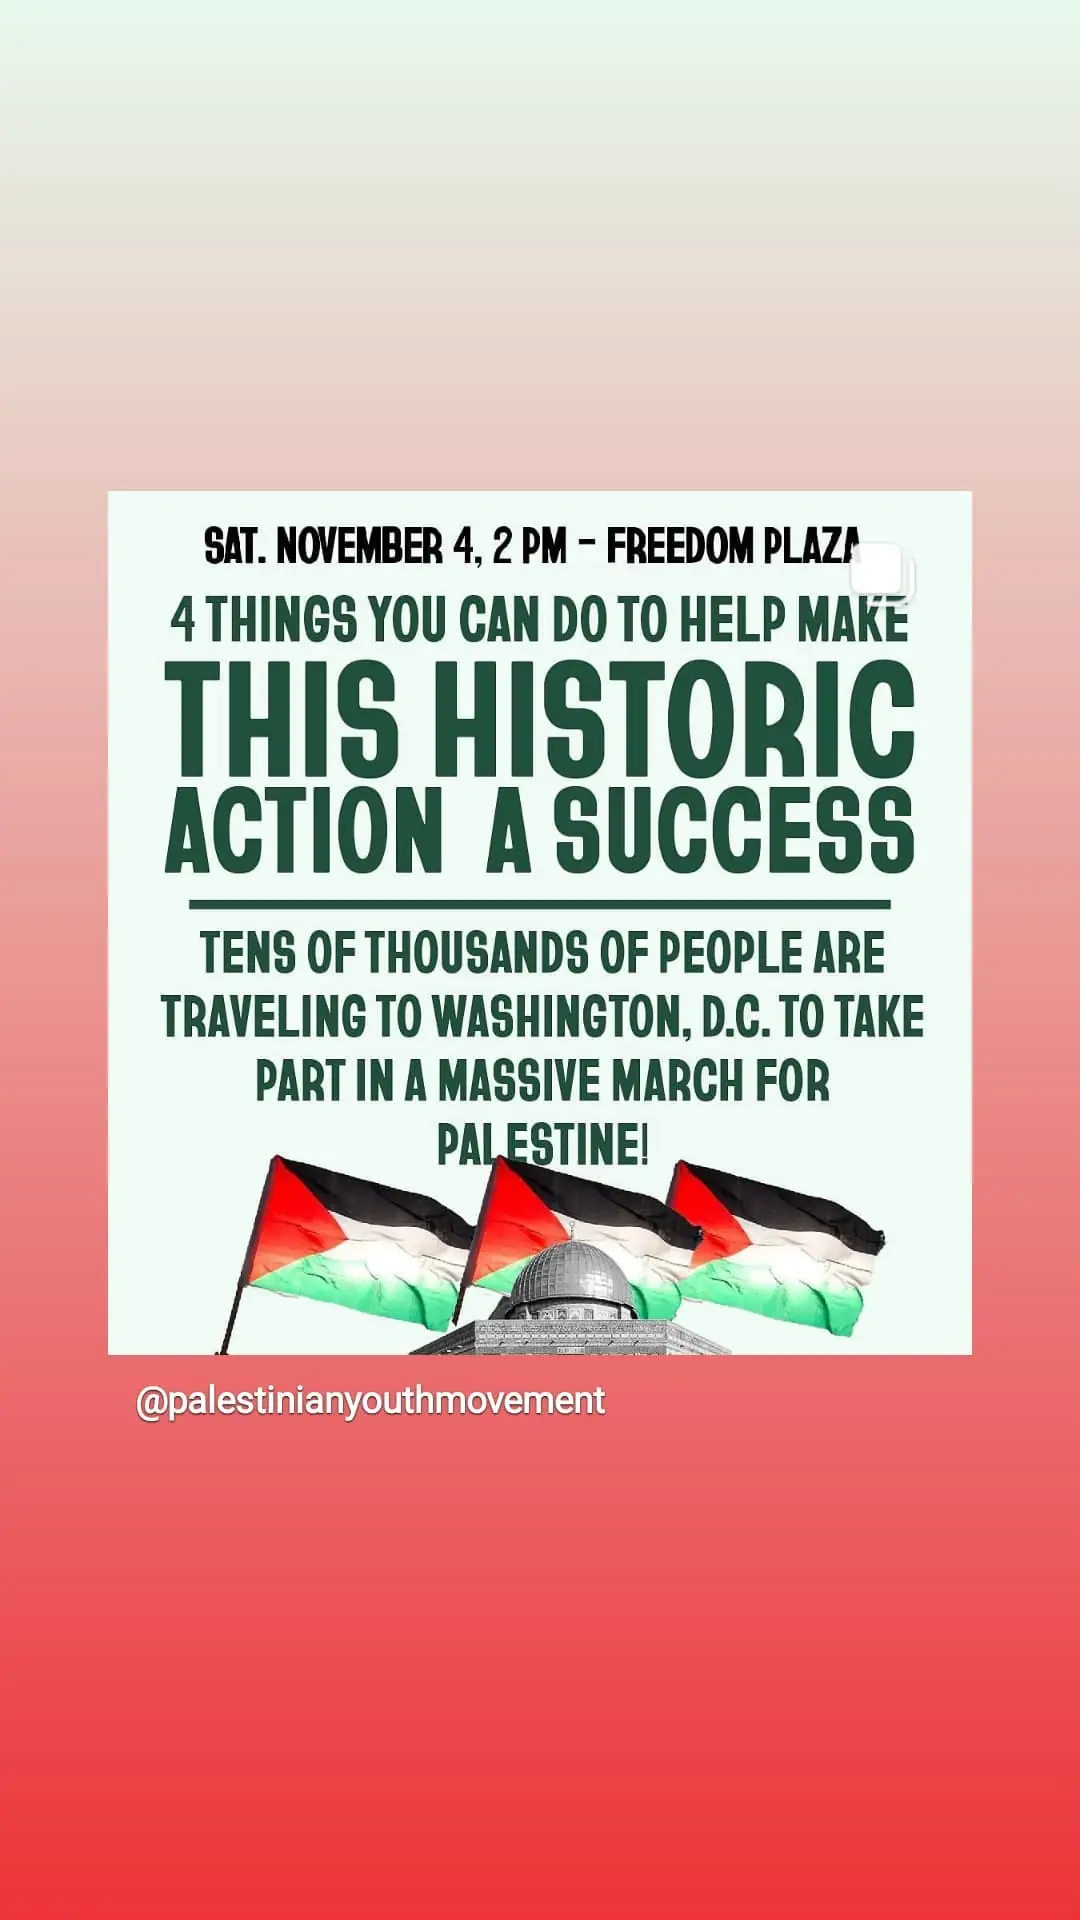 SAT. NOVEMBER 4, 2 PM - FREEDOM PLAZA
4 THINGS YOU CAN DO TO HELP MAKE
THIS HISTORIC
ACTION A SUCCESS
TENS OF THOUSANDS OF PEOPLE ARE
TRAVELING TO WASHINGTON, D.C. TO TAKE
PART IN A MASSIVE MARCH FOR
PALESTINE!
@palestinianyouthmovement